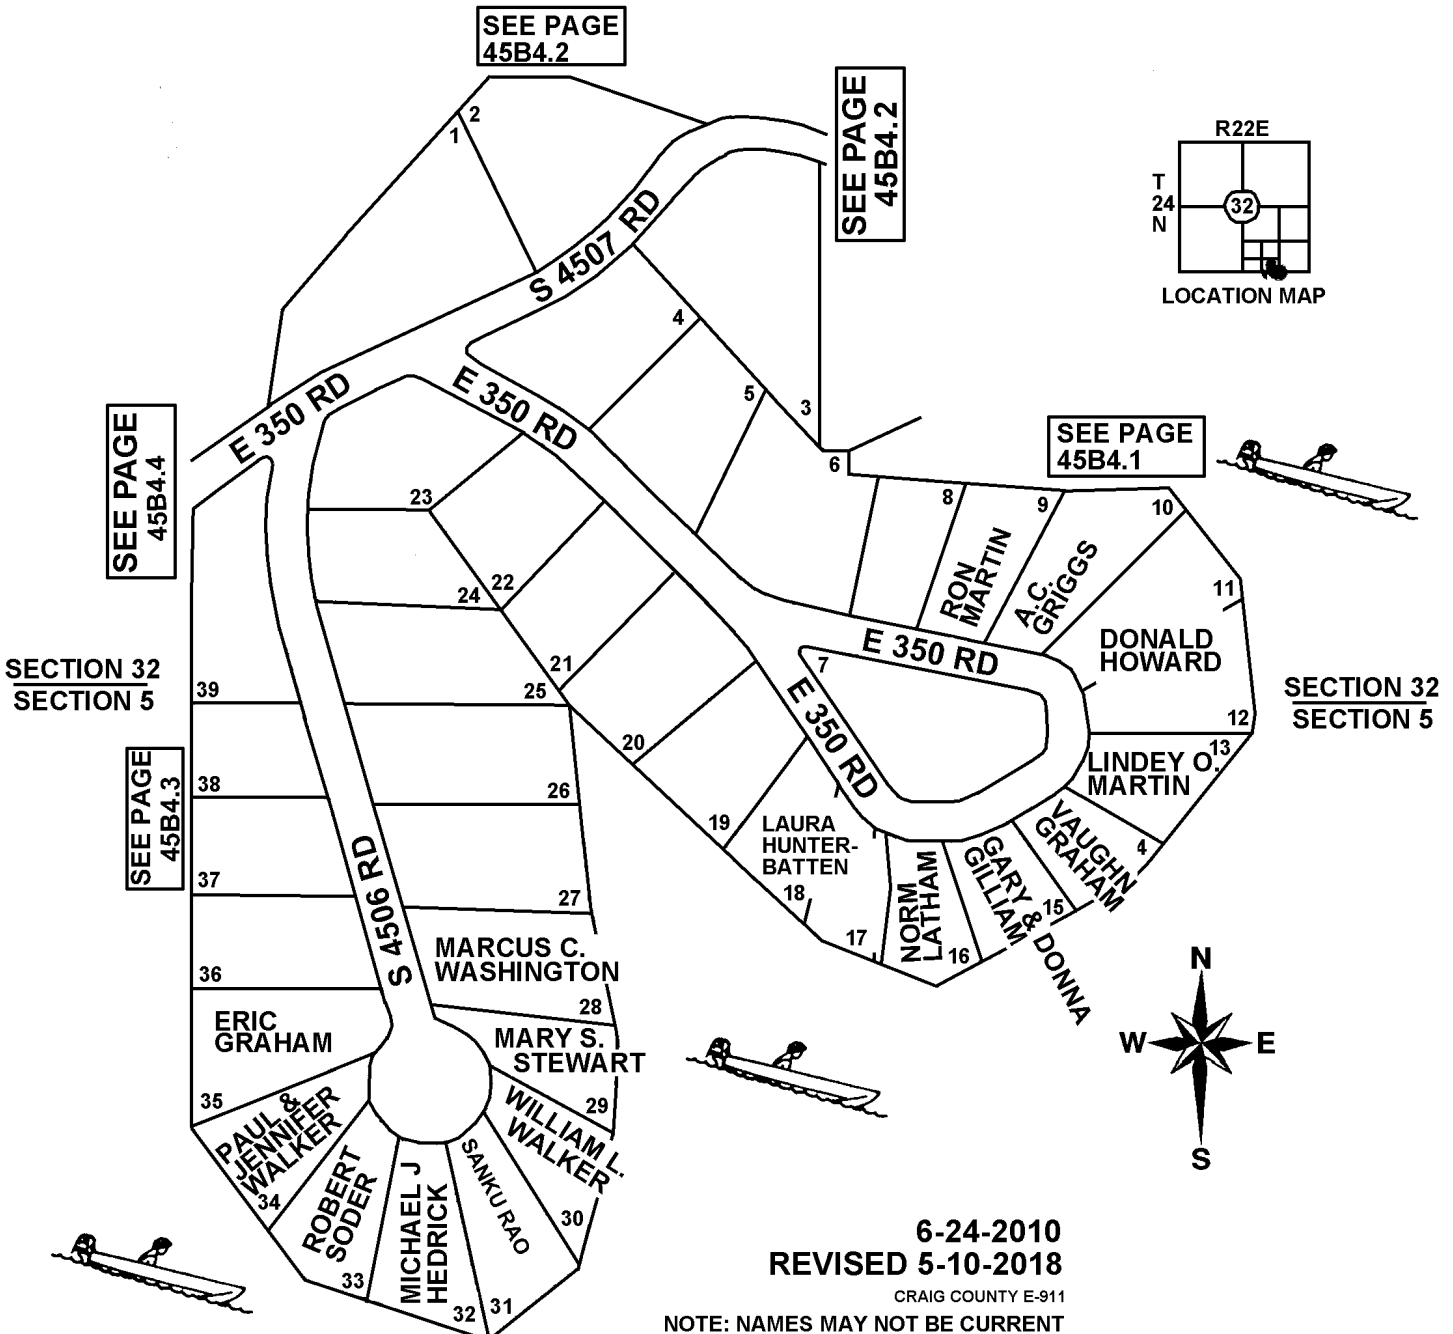 SEE PAGE
45B4.2
2
1
SEE PAGE
45B4.2
R22E
T
24
N
32
LOCATION MAP
S 4507 RD
4
5
3
6
E 350 RD
E 350 RD
SEE PAGE
45B4.4
SEE PAGE
45B4.1
8
9
10
11
12
13
RON
MARTIN
A.C.
GRIGGS
DONALD
HOWARD
E 350 RD
7
E 350 RD
23
22
24
21
25
20
19
SECTION 32
SECTION 5
SECTION 32
SECTION 5
39
38
37
36
SEE PAGE
45B4.3
26
27
LINDEY O.
MARTIN
4
VAUGHN
GRAHAM
15
GARY & DONNA
GILLIAM
16
NORM
LATHAM
17
LAURA
HUNTER-
BATTEN
18
S 4506 RD
MARCUS C.
WASHINGTON
28
MARY S.
STEWART
29
ERIC
GRAHAM
35
PAUL &
JENNIFER
WALKER
34
ROBERT
SODER
33
MICHAEL J
HEDRICK
32
SANKU RAO
31
WILLIAM L.
WALKER
30
N
W
E
S
6-24-2010
REVISED 5-10-2018
CRAIG COUNTY E-911
NOTE: NAMES MAY NOT BE CURRENT